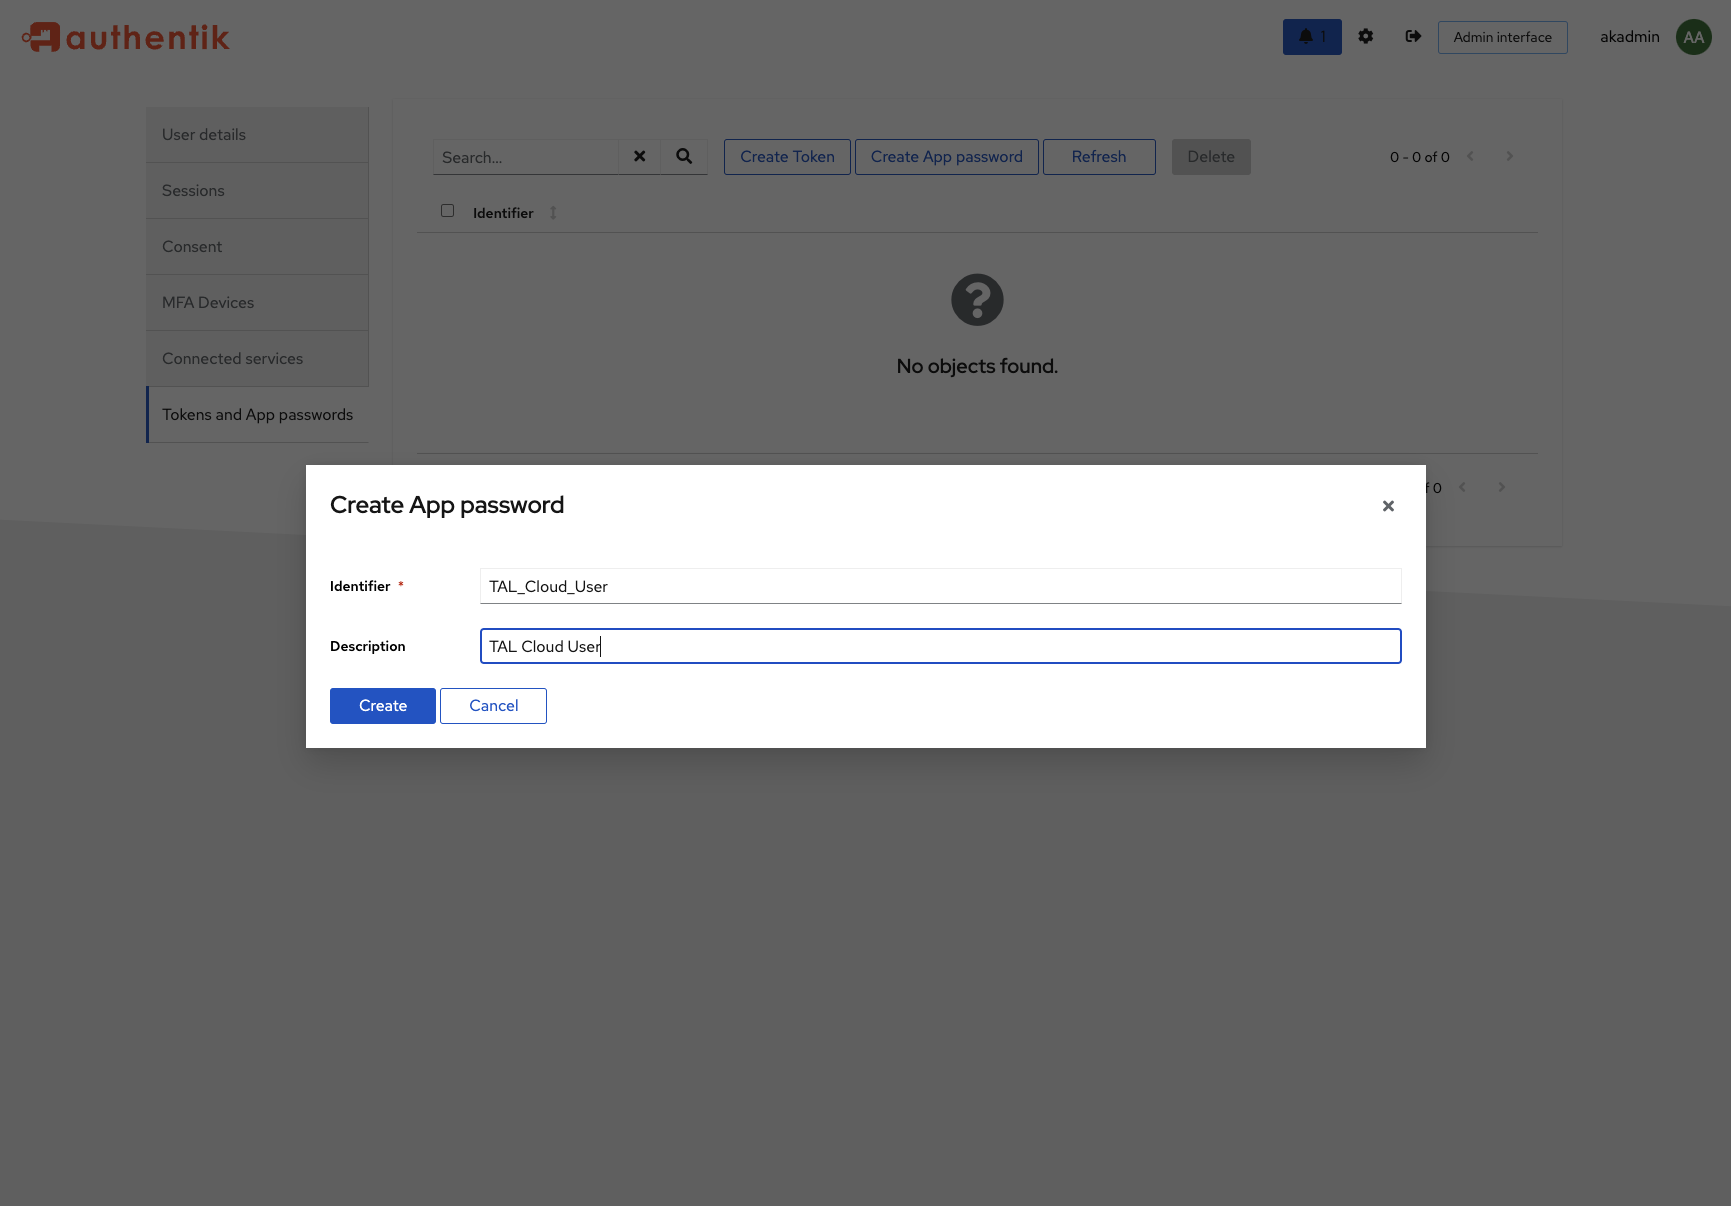 authentik
1
Admin interface
akadmin
AA
User details
Sessions
Consent
MFA Devices
Connected services
Tokens and App passwords
Search...
Create Token
Create App password
Refresh
Delete
0 - 0 of 0
Identifier
No objects found.
f 0
Create App password
Identifier *
TAL_Cloud_User
Description
TAL Cloud User
Create
Cancel